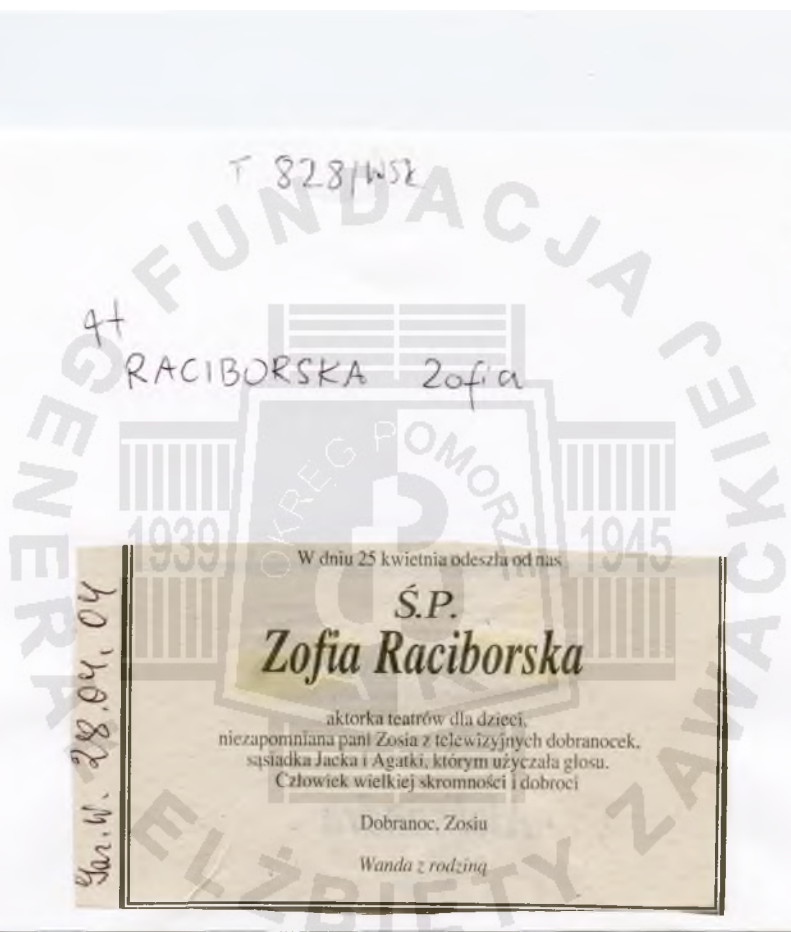 T 828/WSK
4+
RACIBORSKA Zofia
Gaz.W. 28.04.04
W dniu 25 kwietnia odeszła od nas
Ś.P.
Zofia Raciborska
aktorka teatrów dla dzieci,
niezapomniana pani Zosia z telewizyjnych dobranocek,
sąsiadka Jacka i Agatki, którym użyczała głosu.
Człowiek wielkiej skromności i dobroci
Dobranoc, Zosiu
Wanda z rodziną
FUNDACJA JENERAŁ ELŻBIETY ZAWACKIEJ
OKRĘG POMORZE
1939 1945
AK